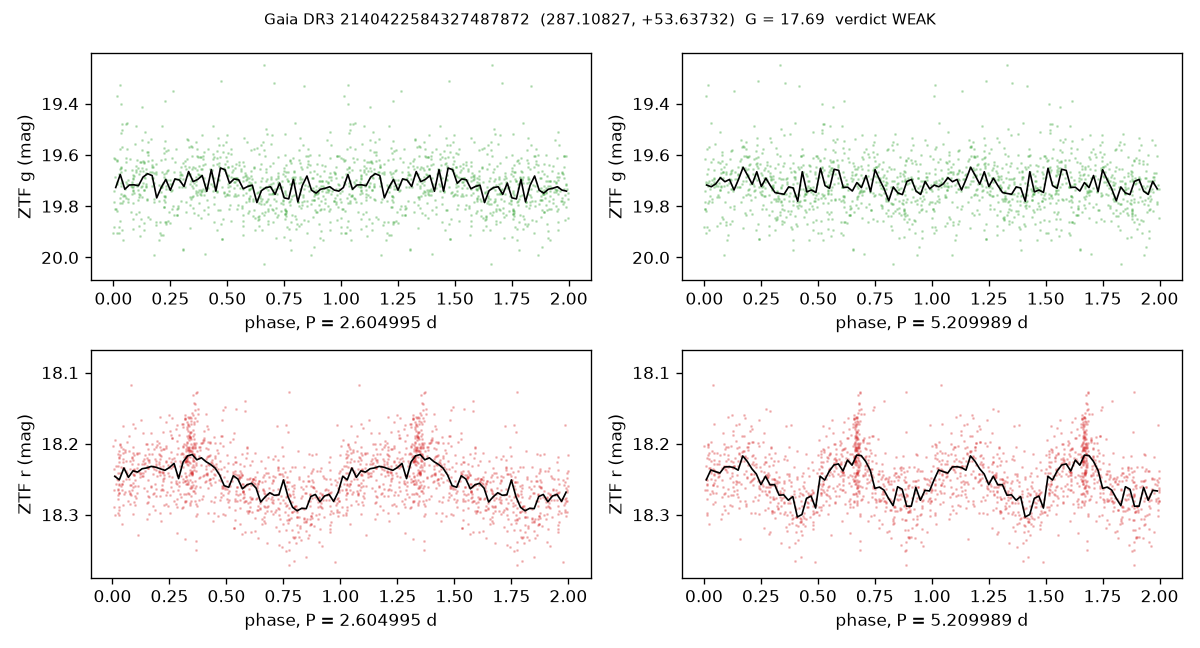 Gaia DR3 2140422584327487872 (287.10827, +53.63732) G = 17.69 verdict WEAK
ZTF g (mag)
19.4
19.6
19.8
20.0
0.00 0.25 0.50 0.75 1.00 1.25 1.50 1.75 2.00
phase, P = 2.604995 d
ZTF g (mag)
19.4
19.6
19.8
20.0
0.00 0.25 0.50 0.75 1.00 1.25 1.50 1.75 2.00
phase, P = 5.209989 d
ZTF r (mag)
18.1
18.2
18.3
0.00 0.25 0.50 0.75 1.00 1.25 1.50 1.75 2.00
phase, P = 2.604995 d
ZTF r (mag)
18.1
18.2
18.3
0.00 0.25 0.50 0.75 1.00 1.25 1.50 1.75 2.00
phase, P = 5.209989 d